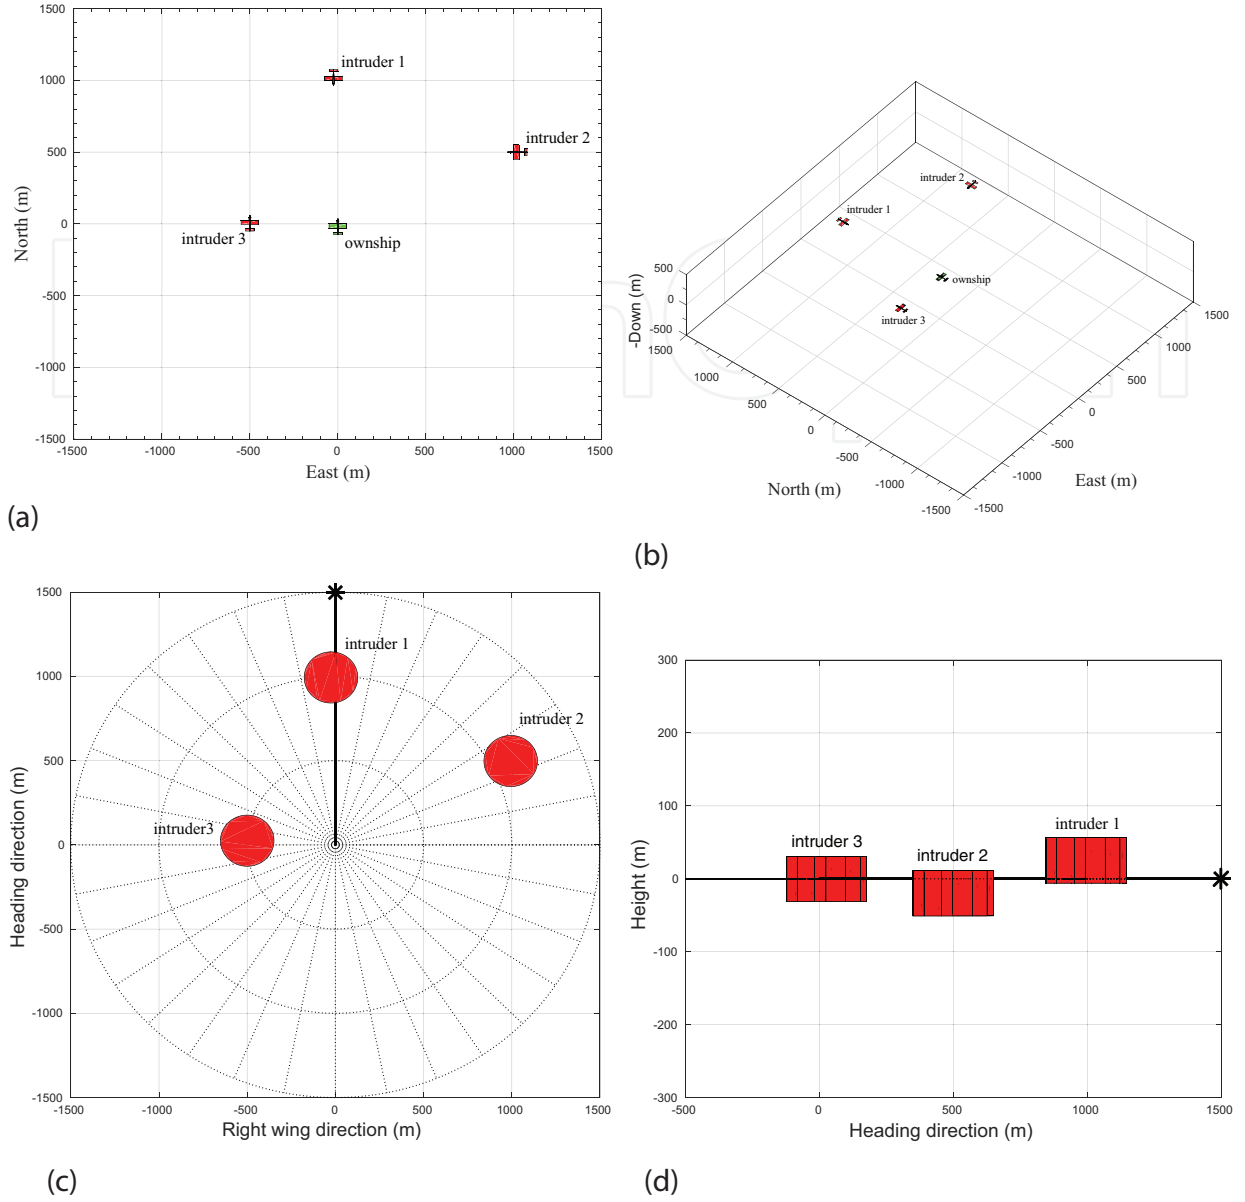 1500
1000
500
0
-500
-1000
-1500
-1500
-1000
-500
0
500
1000
1500
North (m)
East (m)
intruder 1
intruder 2
intruder 3
ownship
(a)
500
0
-500
-Down (m)
1500
1000
500
0
-500
-1000
-1500
North (m)
-1500
-1000
-500
0
500
1000
1500
East (m)
intruder 2
intruder 1
ownship
intruder 3
(b)
1500
1000
500
0
-500
-1000
-1500
-1500
-1000
-500
0
500
1000
1500
Heading direction (m)
Right wing direction (m)
intruder 1
intruder 2
intruder3
(c)
300
200
100
0
-100
-200
-300
-500
0
500
1000
1500
Height (m)
Heading direction (m)
intruder 1
intruder 3
intruder 2
(d)